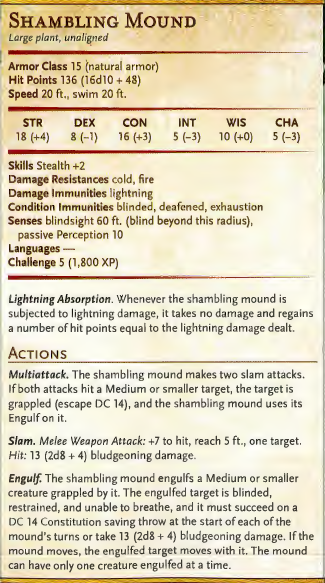 SHAMBLING MOUND
Large plant, unaligned
Armor Class 15 (natural armor)
Hit Points 136 (16d10 + 48)
Speed 20 ft., swim 20 ft.
STR DEX CON INT WIS CHA
18 (+4) 8 (−1) 16 (+3) 5 (−3) 10 (+0) 5 (−3)
Skills Stealth +2
Damage Resistances cold, fire
Damage Immunities lightning
Condition Immunities blinded, deafened, exhaustion
Senses blindsight 60 ft. (blind beyond this radius),
passive Perception 10
Languages —
Challenge 5 (1,800 XP)
Lightning Absorption. Whenever the shambling mound is
subjected to lightning damage, it takes no damage and regains
a number of hit points equal to the lightning damage dealt.
ACTIONS
Multiattack. The shambling mound makes two slam attacks.
If both attacks hit a Medium or smaller target, the target is
grappled (escape DC 14), and the shambling mound uses its
Engulf on it.
Slam. Melee Weapon Attack: +7 to hit, reach 5 ft., one target.
Hit: 13 (2d8 + 4) bludgeoning damage.
Engulf. The shambling mound engulfs a Medium or smaller
creature grappled by it. The engulfed target is blinded,
restrained, and unable to breathe, and it must succeed on a
DC 14 Constitution saving throw at the start of each of the
mound's turns or take 13 (2d8 + 4) bludgeoning damage. If the
mound moves, the engulfed target moves with it. The mound
can have only one creature engulfed at a time.